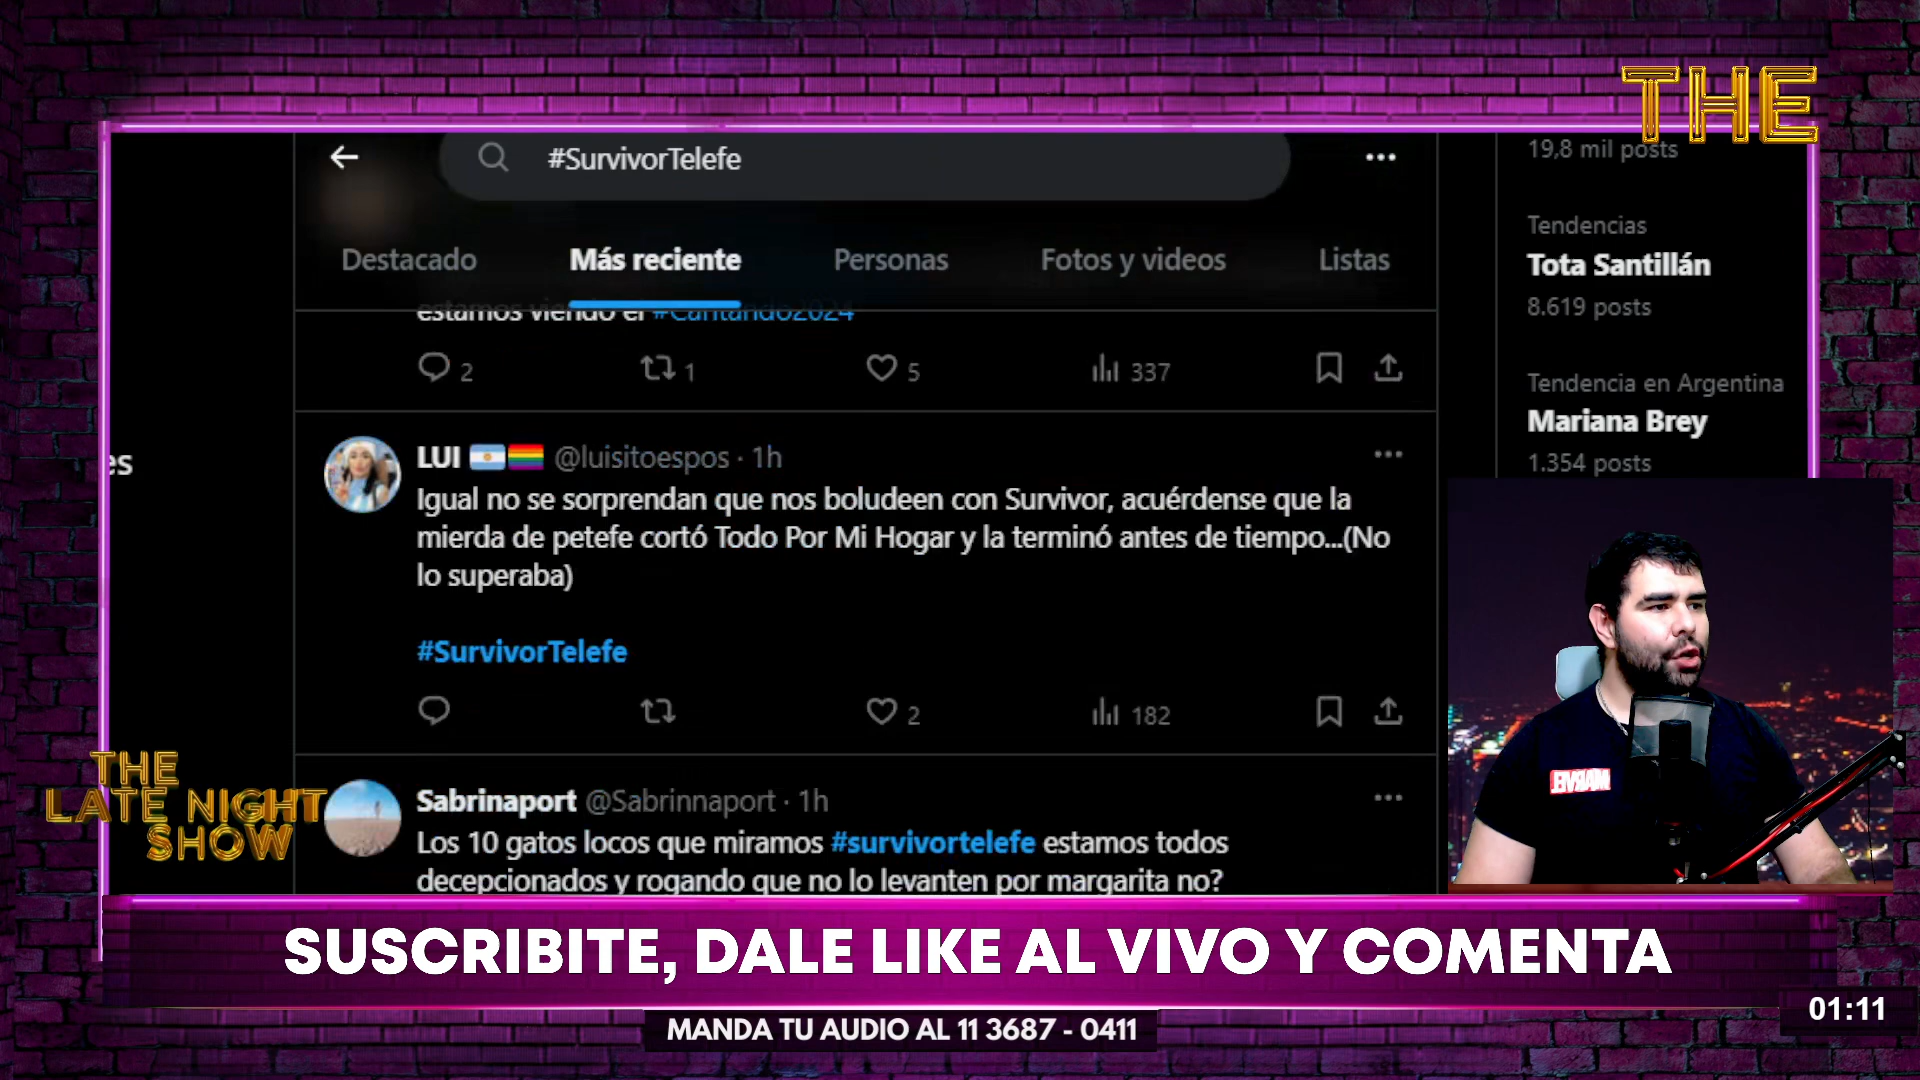 THE
#SurvivorTelefe
19,8 mil posts
Destacado
Más reciente
Personas
Fotos y videos
Listas
Tendencias
Tota Santillán
8.619 posts
estamos viendo el #Cantando2024
2
1
5
337
Tendencia en Argentina
Mariana Brey
1.354 posts
es
LUI @luisitoespos · 1h
Igual no se sorprendan que nos boludeen con Survivor, acuérdense que la
mierda de petefe cortó Todo Por Mi Hogar y la terminó antes de tiempo...(No
lo superaba)
#SurvivorTelefe
2
182
MARVEL
THE
LATE NIGHT
SHOW
Sabrinaport @Sabrinnaport · 1h
Los 10 gatos locos que miramos #survivortelefe estamos todos
decepcionados y rogando que no lo levanten por margarita no?
SUSCRIBITE, DALE LIKE AL VIVO Y COMENTA
01:11
MANDA TU AUDIO AL 11 3687 - 0411